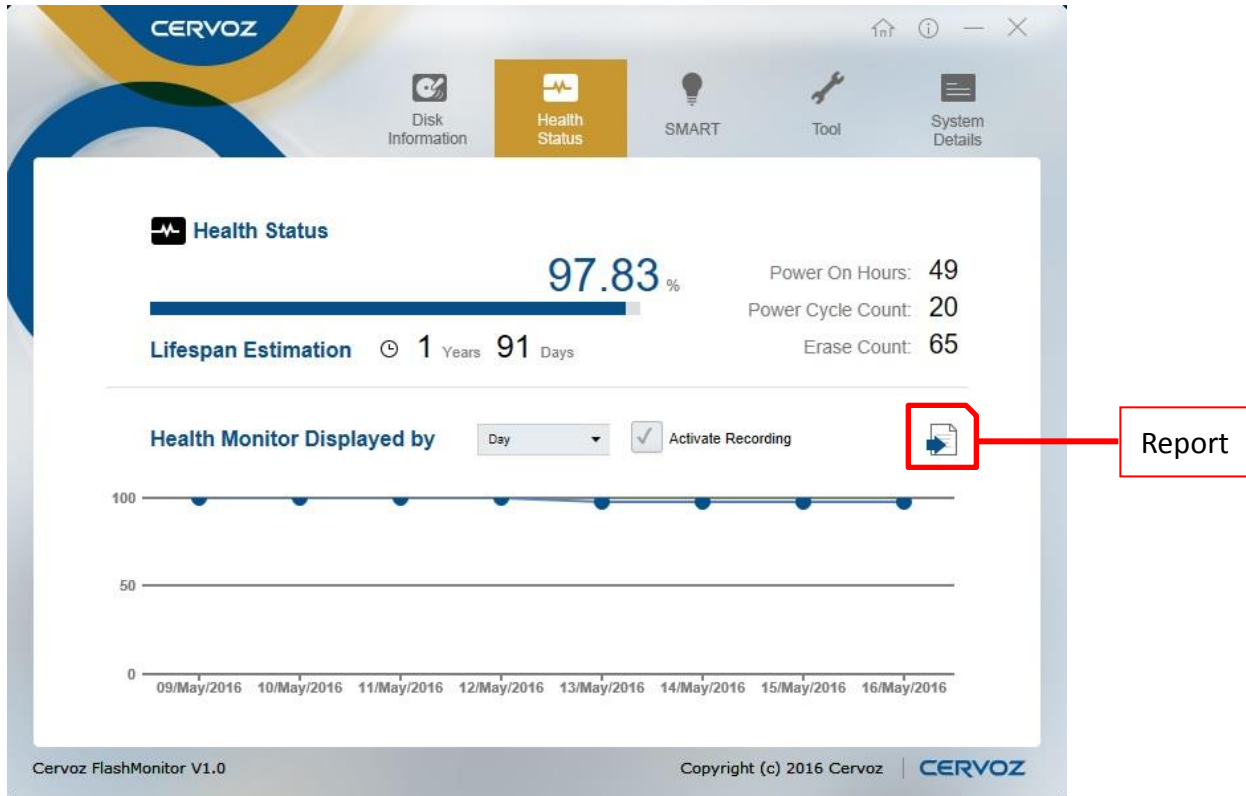 CERVOZ
Disk
Information
Health
Status
SMART
Tool
System
Details
Health Status
97.83 %
Power On Hours: 49
Power Cycle Count: 20
Lifespan Estimation 1 Years 91 Days
Erase Count: 65
Health Monitor Displayed by Day Activate Recording
Report
100
50
0
09/May/2016 10/May/2016 11/May/2016 12/May/2016 13/May/2016 14/May/2016 15/May/2016 16/May/2016
Cervoz FlashMonitor V1.0 Copyright (c) 2016 Cervoz | CERVOZ